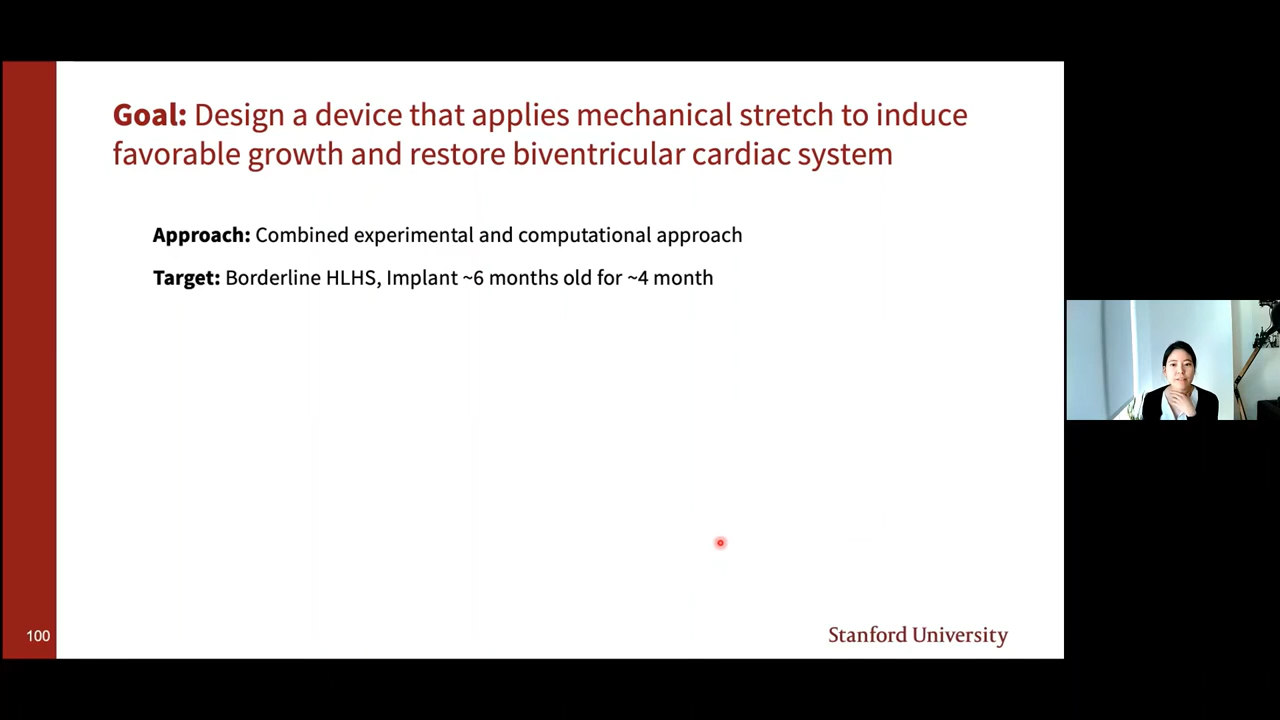 Goal: Design a device that applies mechanical stretch to induce
favorable growth and restore biventricular cardiac system
Approach: Combined experimental and computational approach
Target: Borderline HLHS, Implant ~6 months old for ~4 month
100
Stanford University